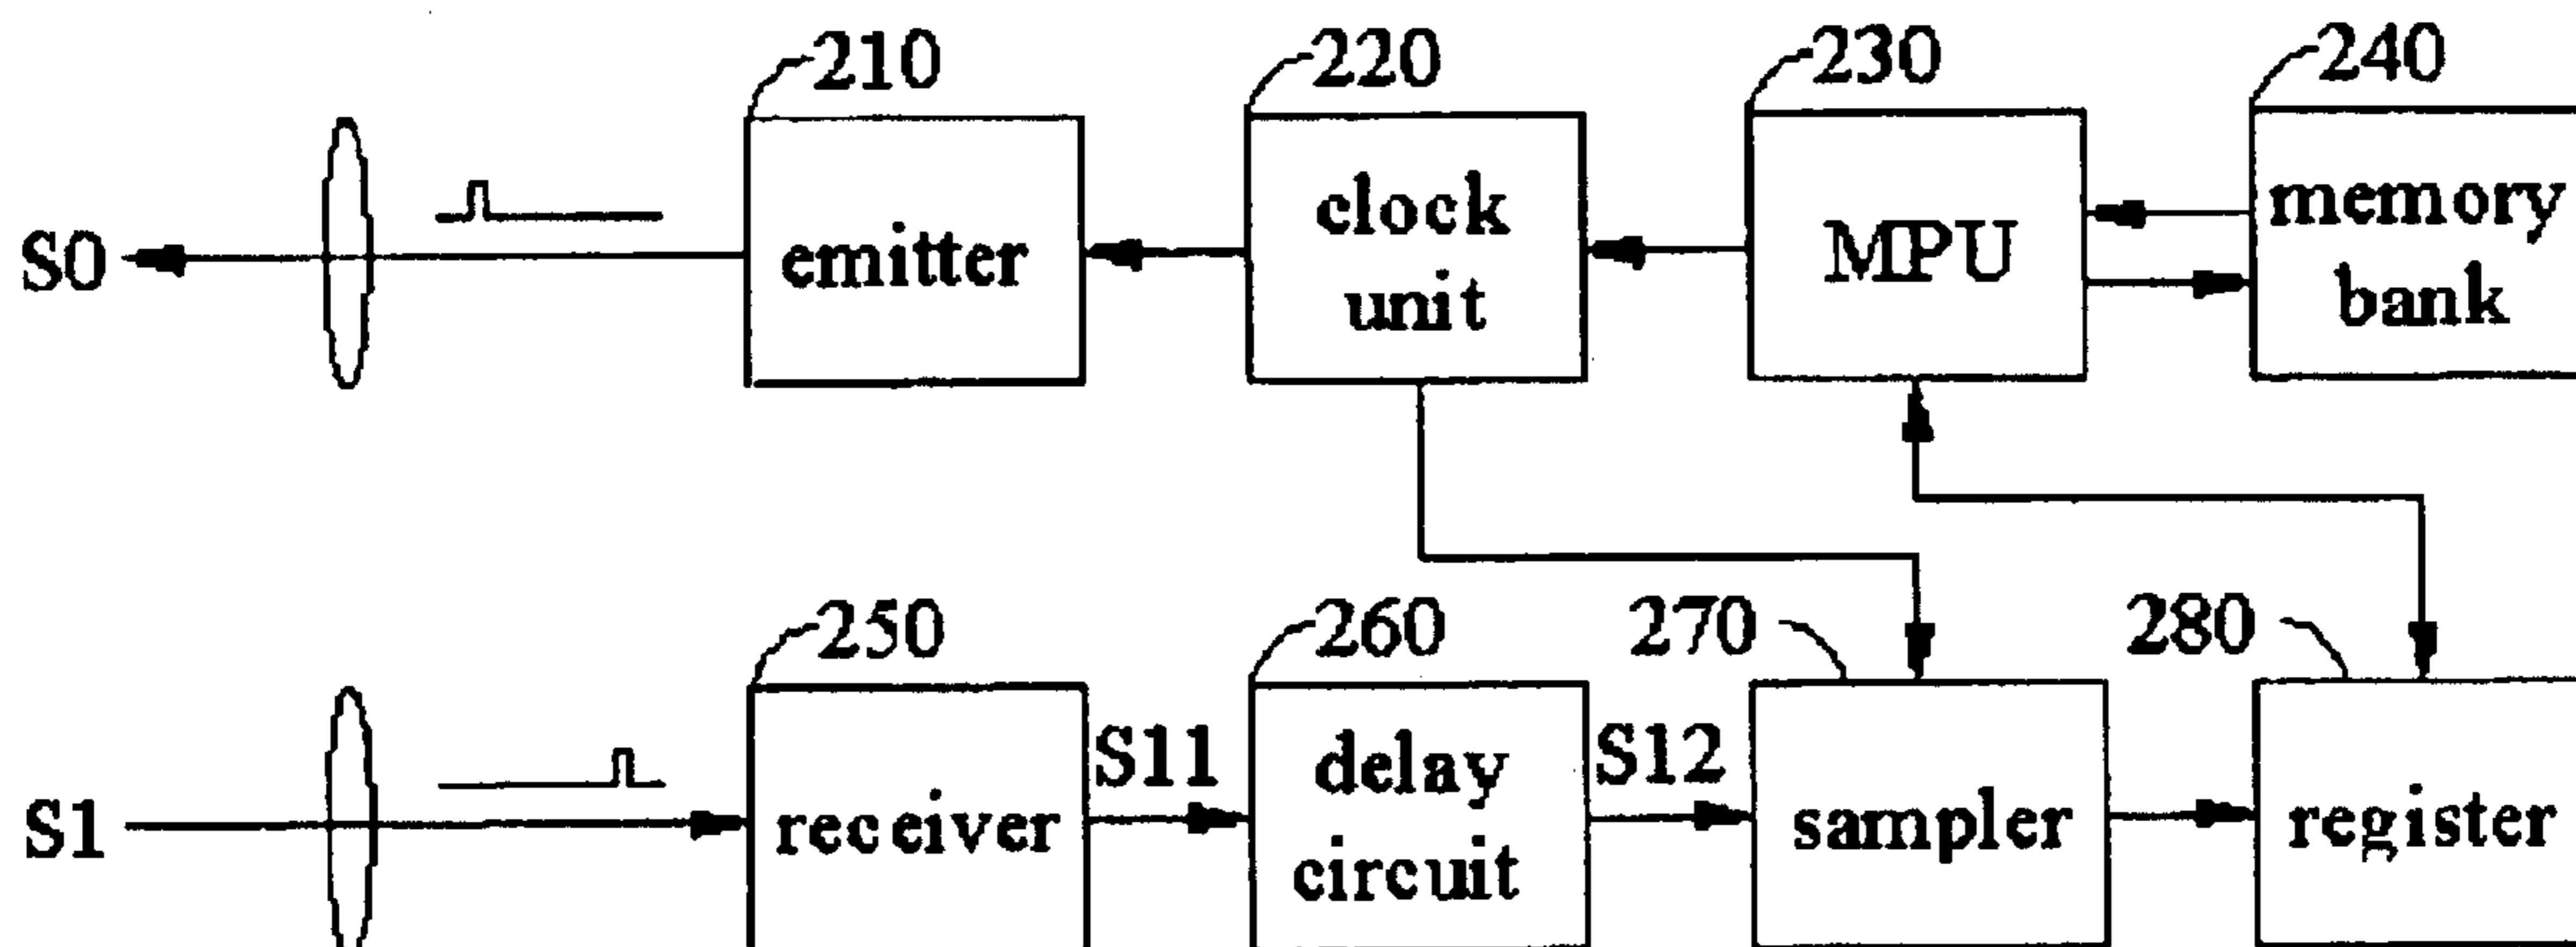 210
220
230
240
S0
emitter
clock
unit
MPU
memory
bank
250
260
270
280
S1
receiver
S11
delay
circuit
S12
sampler
register